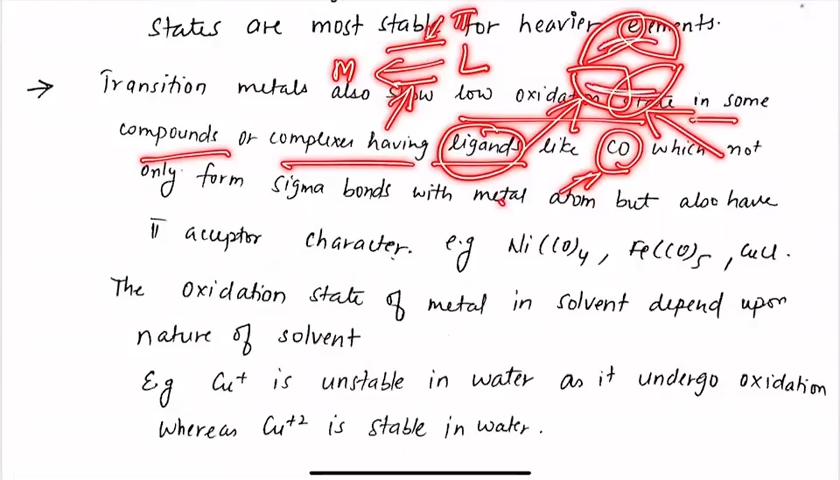 States are most stable for heavier elements.
π
M L
→ Transition metals also show low oxidation state in some
compounds or complexes having ligands like CO which not
only form sigma bonds with metal atom but also have
π acceptor character. e.g Ni(CO)4, Fe(CO)5, CuCl.
The oxidation state of metal in solvent depend upon
nature of solvent
Eg Cu+ is unstable in water as it undergo oxidation
whereas Cu+2 is stable in water.